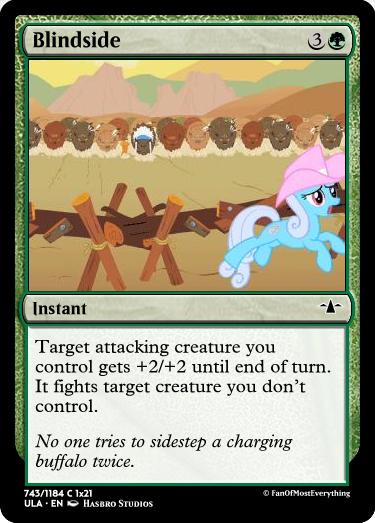 Blindside 3
Instant
Target attacking creature you
control gets +2/+2 until end of turn.
It fights target creature you don't
control.
No one tries to sidestep a charging
buffalo twice.
743/1184 C 1x21
ULA • EN Hasbro Studios
© FanOfMostEverything